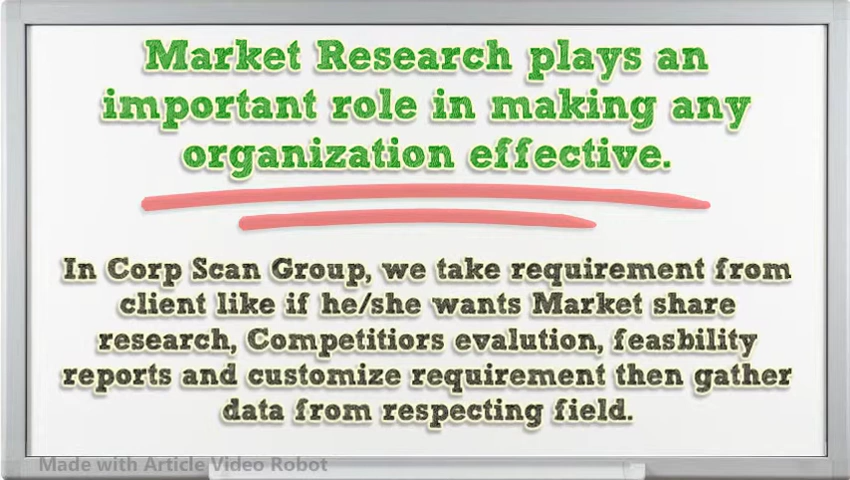 Market Research plays an
important role in making any
organization effective.
In Corp Scan Group, we take requirement from
client like if he/she wants Market share
research, Competitiors evalution, feasbility
reports and customize requirement then gather
data from respecting field.
Made with Article Video Robot